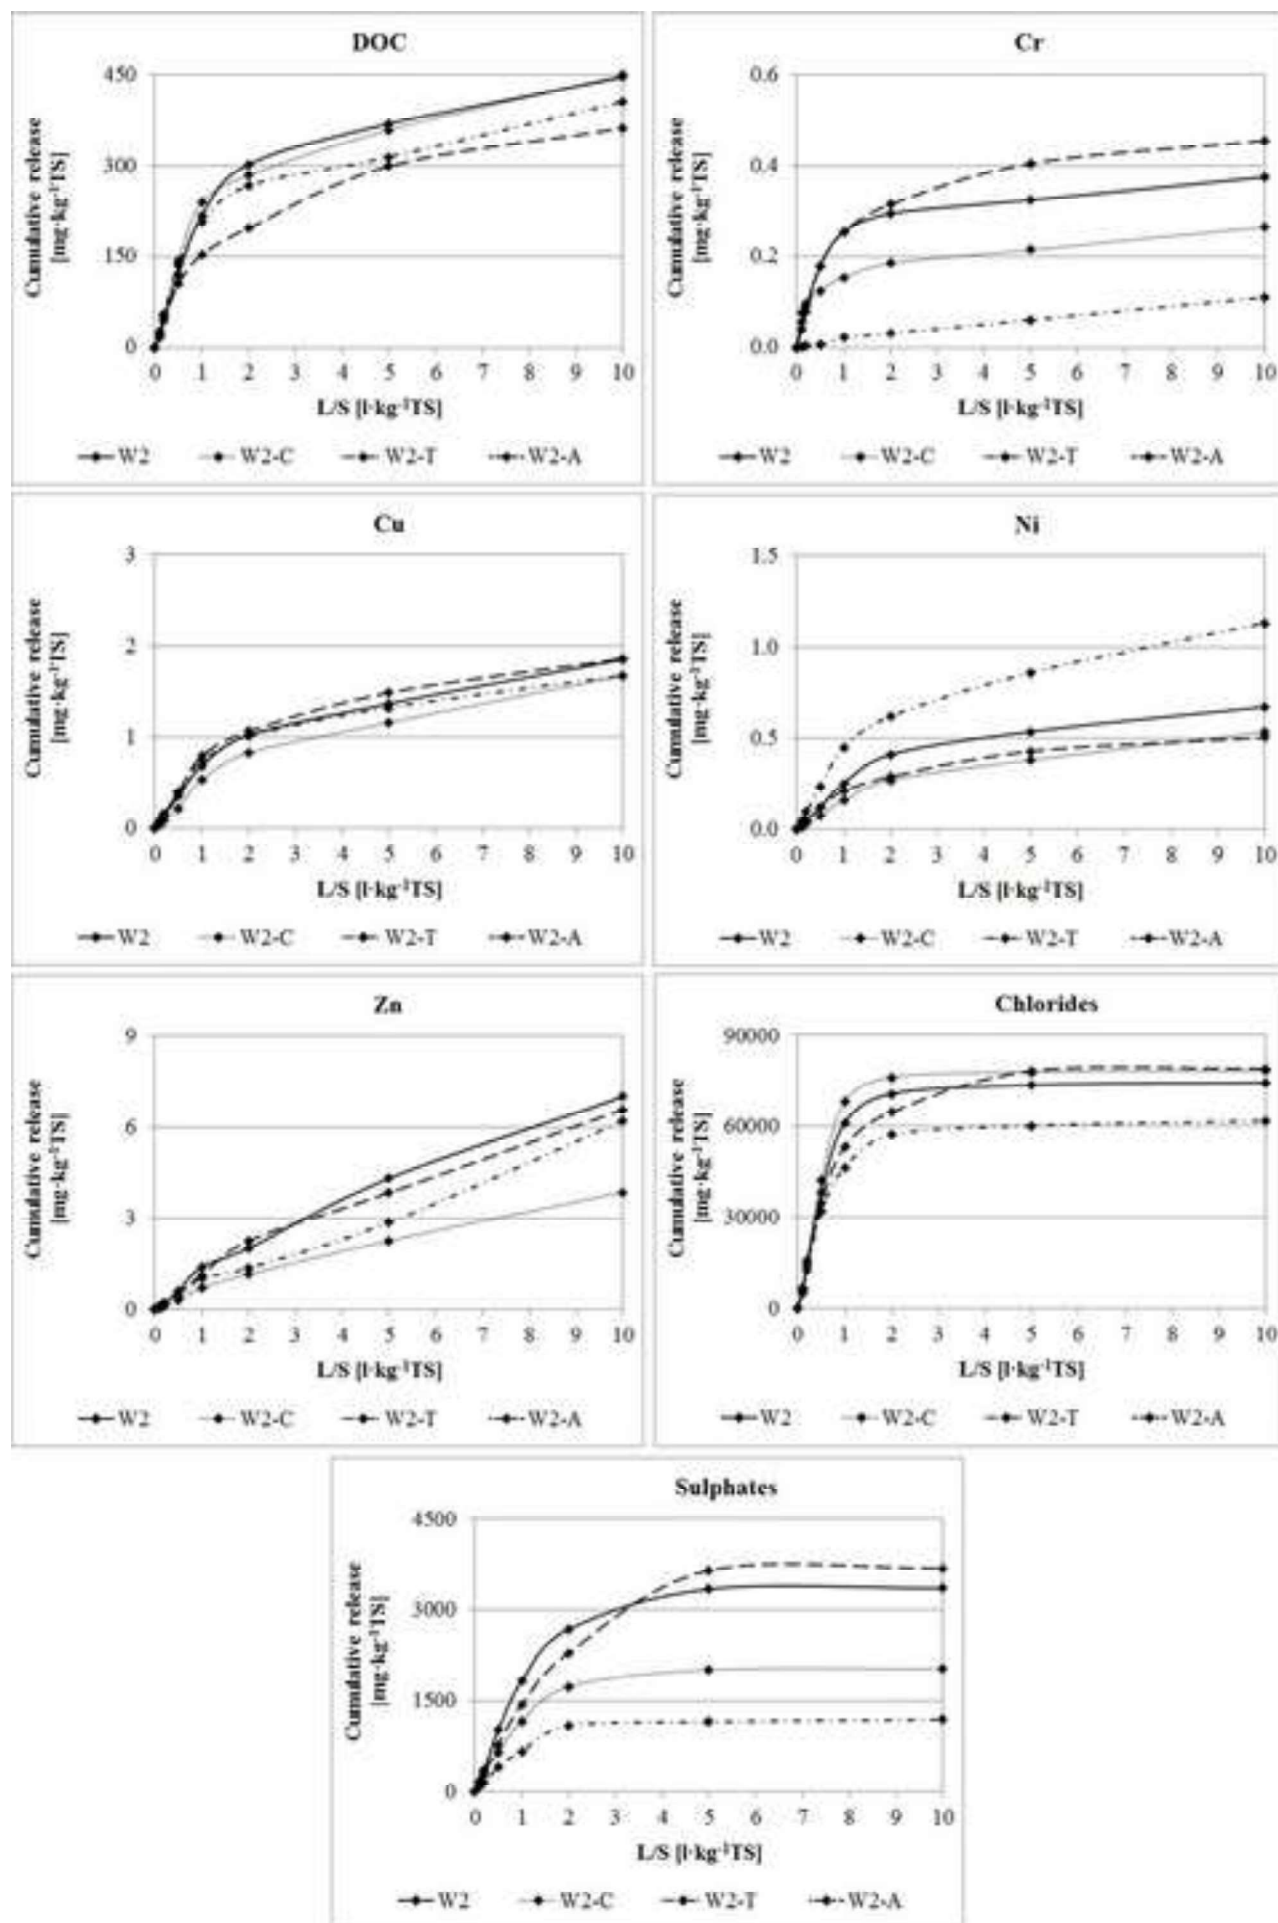 DOC
Cumulative release
[mg·kg⁻¹TS]
450
300
150
0
0 1 2 3 4 5 6 7 8 9 10
L/S [l·kg⁻¹TS]
W2 W2-C W2-T W2-A
Cr
Cumulative release
[mg·kg⁻¹TS]
0.6
0.4
0.2
0.0
0 1 2 3 4 5 6 7 8 9 10
L/S [l·kg⁻¹TS]
W2 W2-C W2-T W2-A
Cu
Cumulative release
[mg·kg⁻¹TS]
3
2
1
0
0 1 2 3 4 5 6 7 8 9 10
L/S [l·kg⁻¹TS]
W2 W2-C W2-T W2-A
Ni
Cumulative release
[mg·kg⁻¹TS]
1.5
1.0
0.5
0.0
0 1 2 3 4 5 6 7 8 9 10
L/S [l·kg⁻¹TS]
W2 W2-C W2-T W2-A
Zn
Cumulative release
[mg·kg⁻¹TS]
9
6
3
0
0 1 2 3 4 5 6 7 8 9 10
L/S [l·kg⁻¹TS]
W2 W2-C W2-T W2-A
Chlorides
Cumulative release
[mg·kg⁻¹TS]
90000
60000
30000
0
0 1 2 3 4 5 6 7 8 9 10
L/S [l·kg⁻¹TS]
W2 W2-C W2-T W2-A
Sulphates
Cumulative release
[mg·kg⁻¹TS]
4500
3000
1500
0
0 1 2 3 4 5 6 7 8 9 10
L/S [l·kg⁻¹TS]
W2 W2-C W2-T W2-A